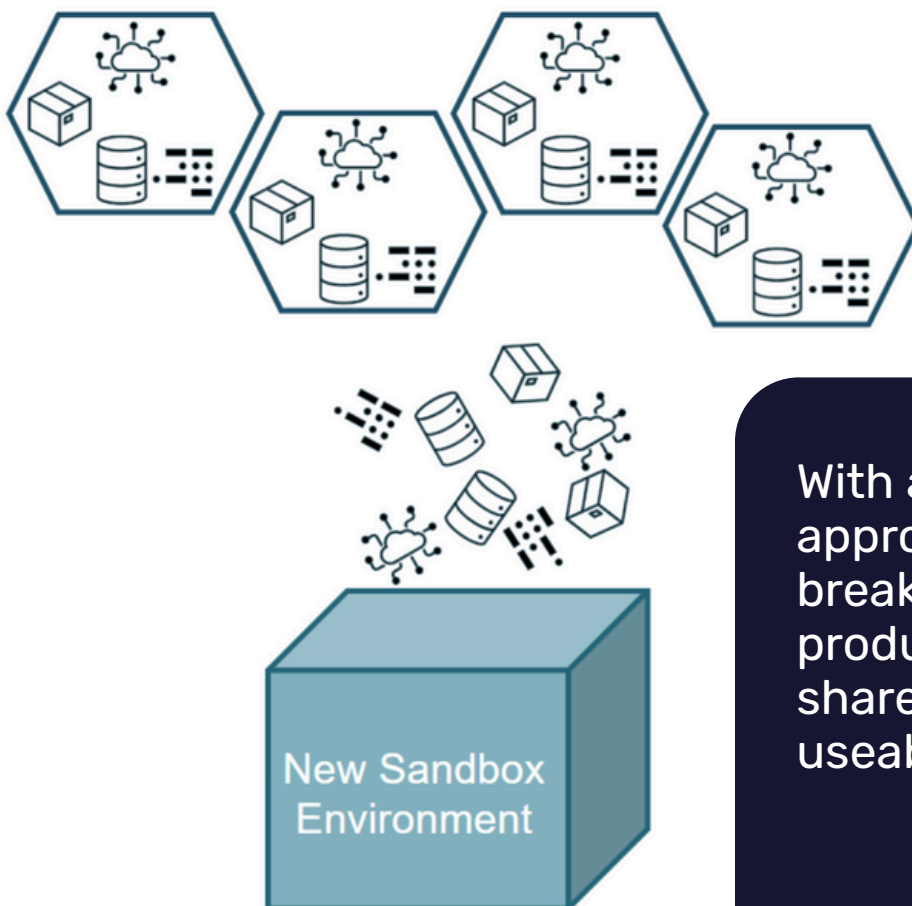 New Sandbox
Environment
With a
appro
break
produ
share
useab